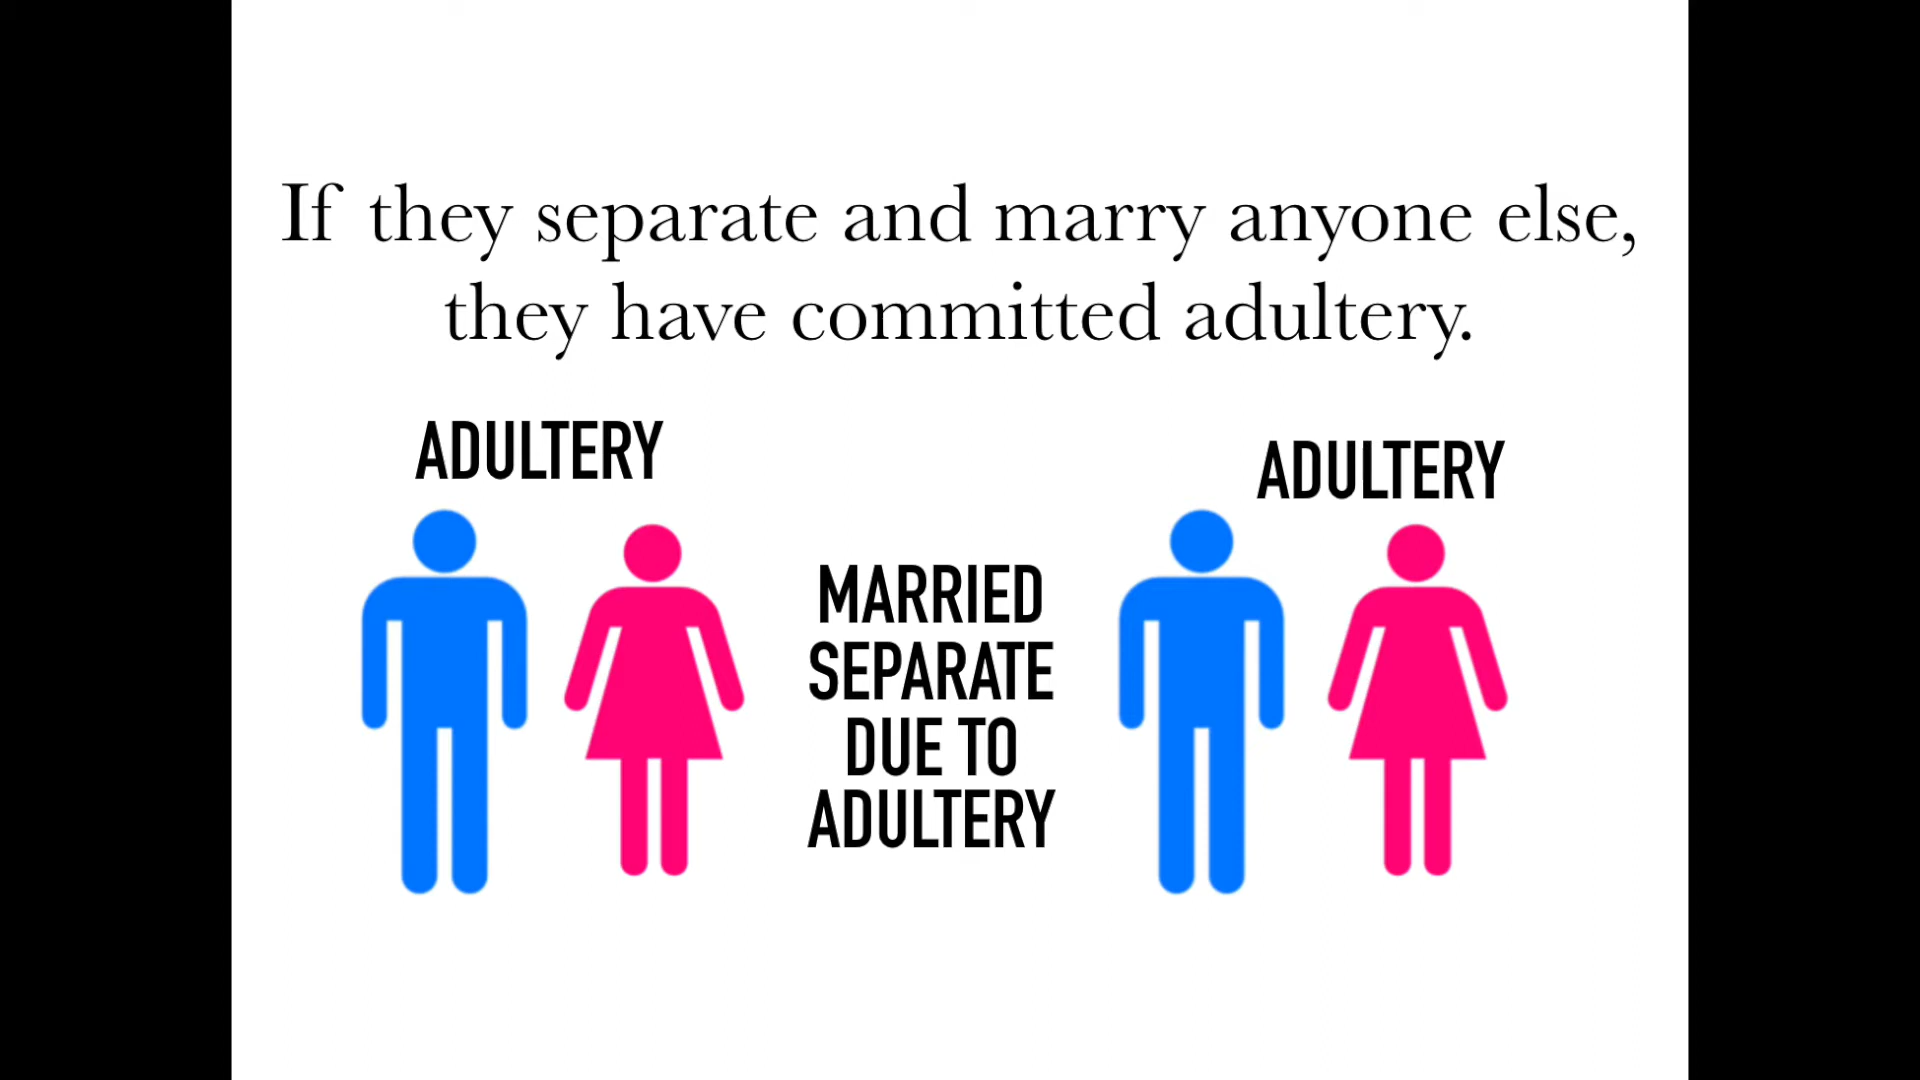 If they separate and marry anyone else,
they have committed adultery.
ADULTERY
ADULTERY
MARRIED
SEPARATE
DUE TO
ADULTERY